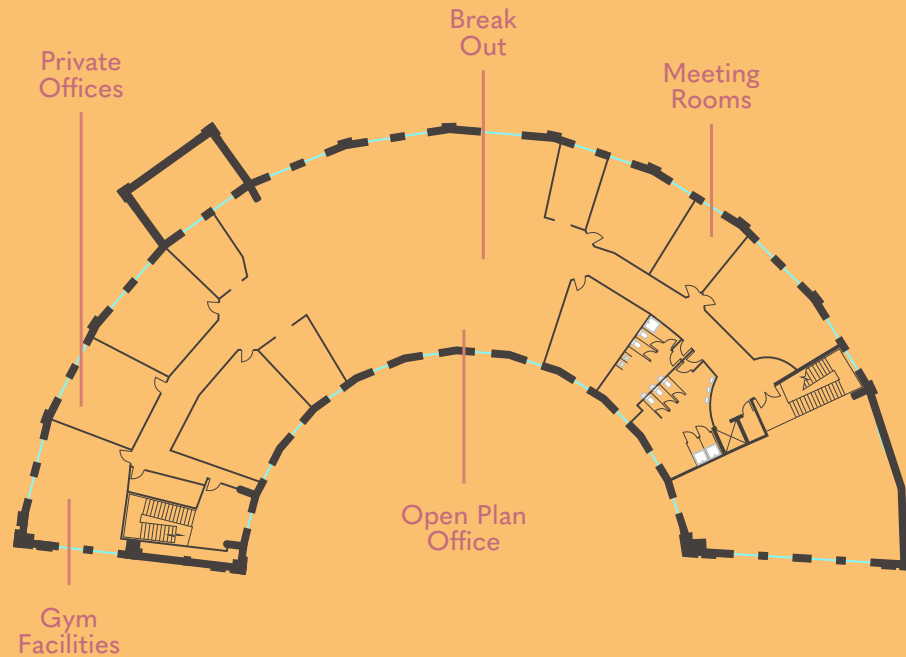 Break
Out
Private
Offices
Meeting
Rooms
Open Plan
Office
Gym
Facilities